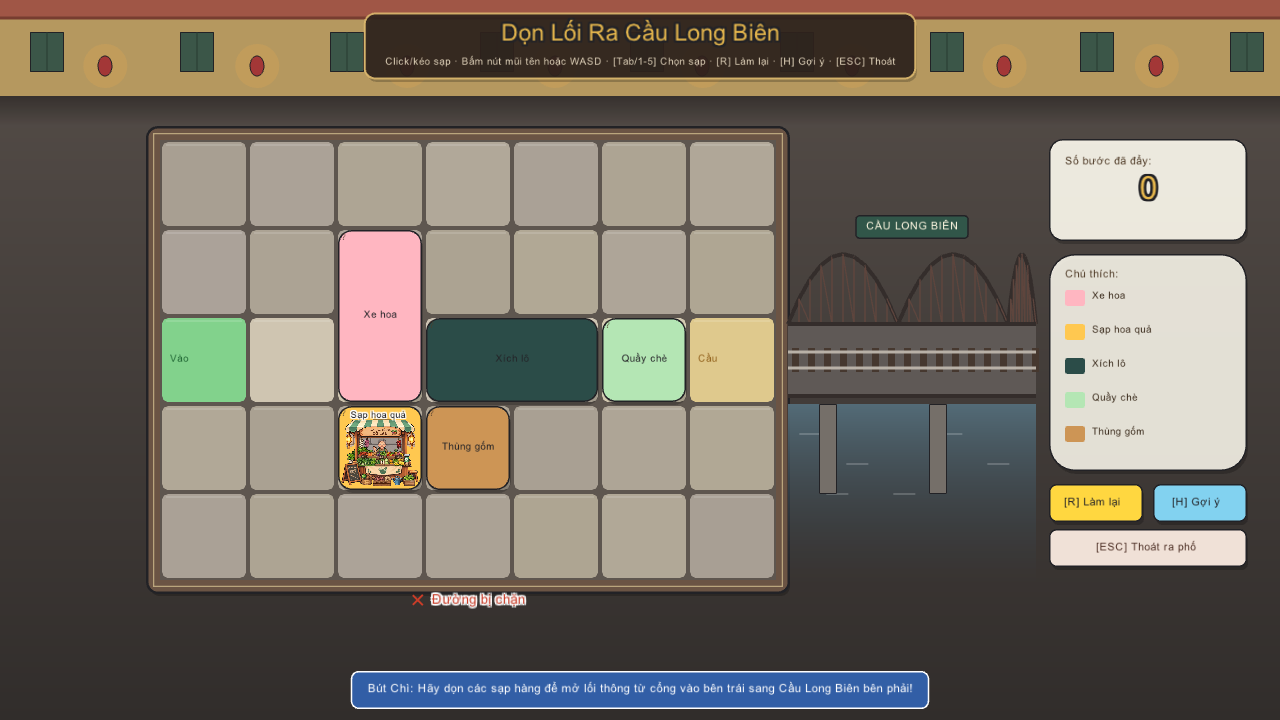 Dọn Lối Ra Cầu Long Biên
Click/kéo sạp · Bấm nút mũi tên hoặc WASD · [Tab/1-5] Chọn sạp · [R] Làm lại · [H] Gợi ý · [ESC] Thoát
Số bước đã đẩy:
0
CẦU LONG BIÊN
Chú thích:
Xe hoa
Sạp hoa quả
Xích lô
Quầy chè
Thùng gốm
Xe hoa
Vào
Xích lô
Quầy chè
Cầu
Sạp hoa quả
Thùng gốm
[R] Làm lại
[H] Gợi ý
[ESC] Thoát ra phố
✕ Đường bị chặn
Bút Chì: Hãy dọn các sạp hàng để mở lối thông từ cổng vào bên trái sang Cầu Long Biên bên phải!